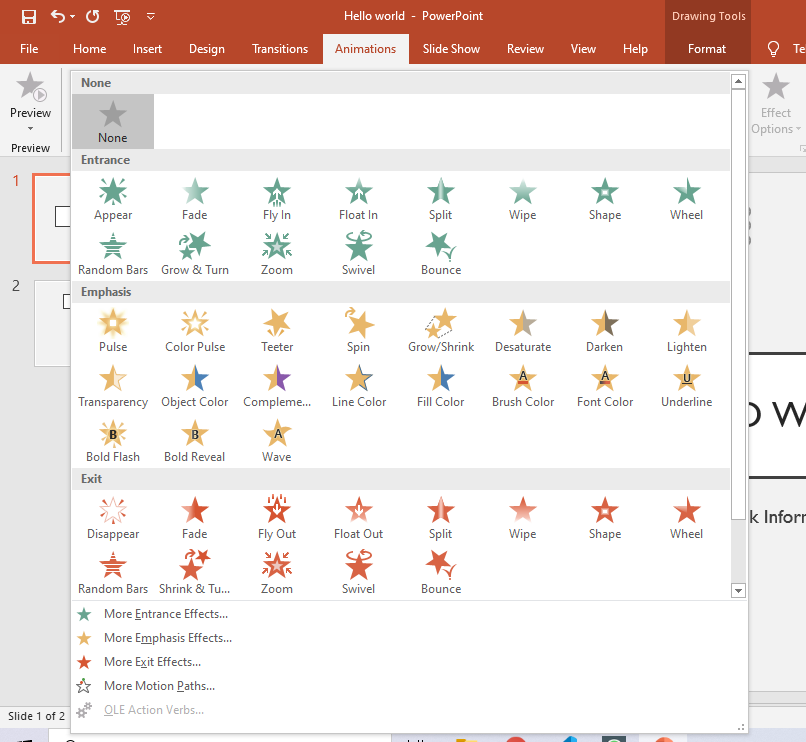 Hello world - PowerPoint
Drawing Tools
File Home Insert Design Transitions Animations Slide Show Review View Help Format Te
Preview
Preview
Effect
Options
None
None
Entrance
Appear Fade Fly In Float In Split Wipe Shape Wheel
Random Bars Grow & Turn Zoom Swivel Bounce
Emphasis
Pulse Color Pulse Teeter Spin Grow/Shrink Desaturate Darken Lighten
Transparency Object Color Compleme... Line Color Fill Color Brush Color Font Color Underline
Bold Flash Bold Reveal Wave
Exit
Disappear Fade Fly Out Float Out Split Wipe Shape Wheel
Random Bars Shrink & Tu... Zoom Swivel Bounce
More Entrance Effects...
More Emphasis Effects...
More Exit Effects...
More Motion Paths...
OLE Action Verbs...
1
2
W
k Inforr
Slide 1 of 2